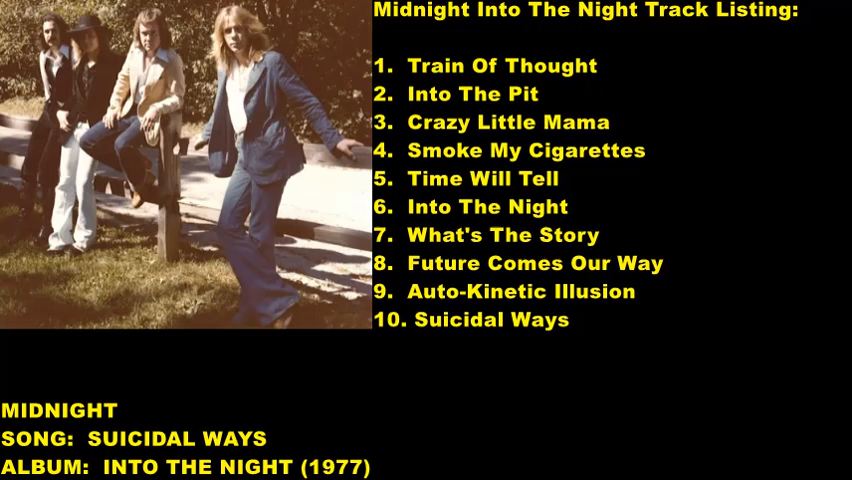 Midnight Into The Night Track Listing:
1. Train Of Thought
2. Into The Pit
3. Crazy Little Mama
4. Smoke My Cigarettes
5. Time Will Tell
6. Into The Night
7. What's The Story
8. Future Comes Our Way
9. Auto-Kinetic Illusion
10. Suicidal Ways
MIDNIGHT
SONG: SUICIDAL WAYS
ALBUM: INTO THE NIGHT (1977)